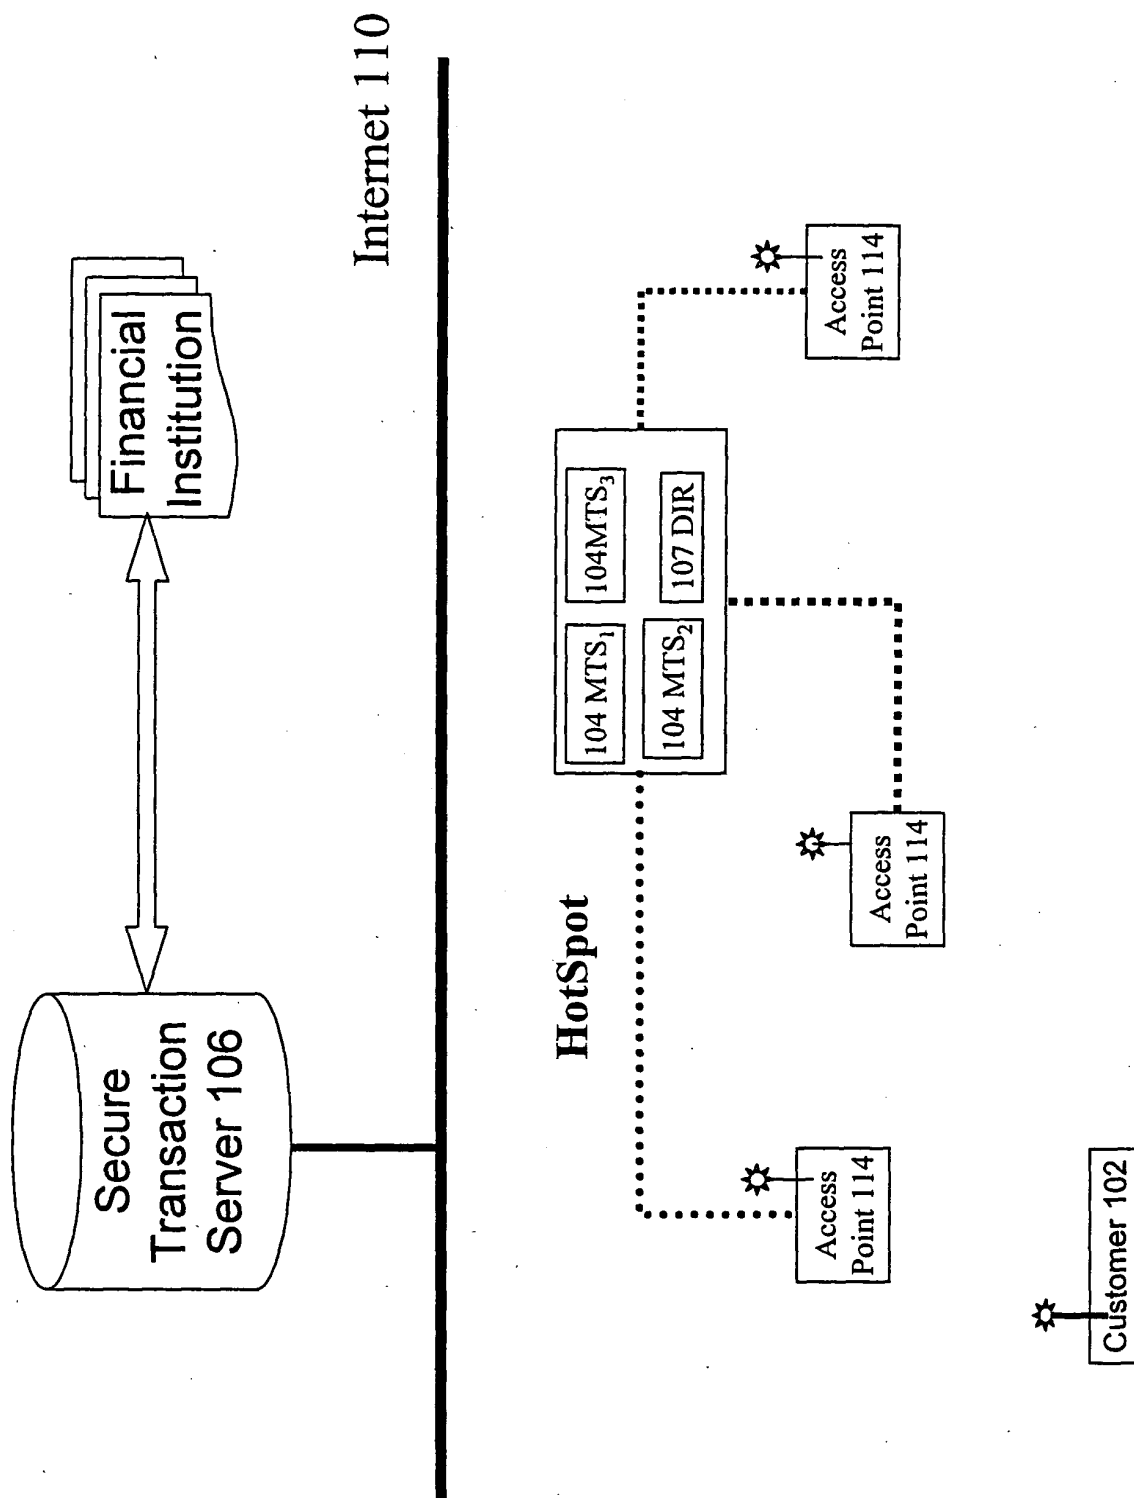 Secure
Transaction
Server 106
Financial
Institution
Internet 110
HotSpot
104 MTS₁
104MTS₃
104 MTS₂
107 DIR
Access
Point 114
Access
Point 114
Access
Point 114
Customer 102